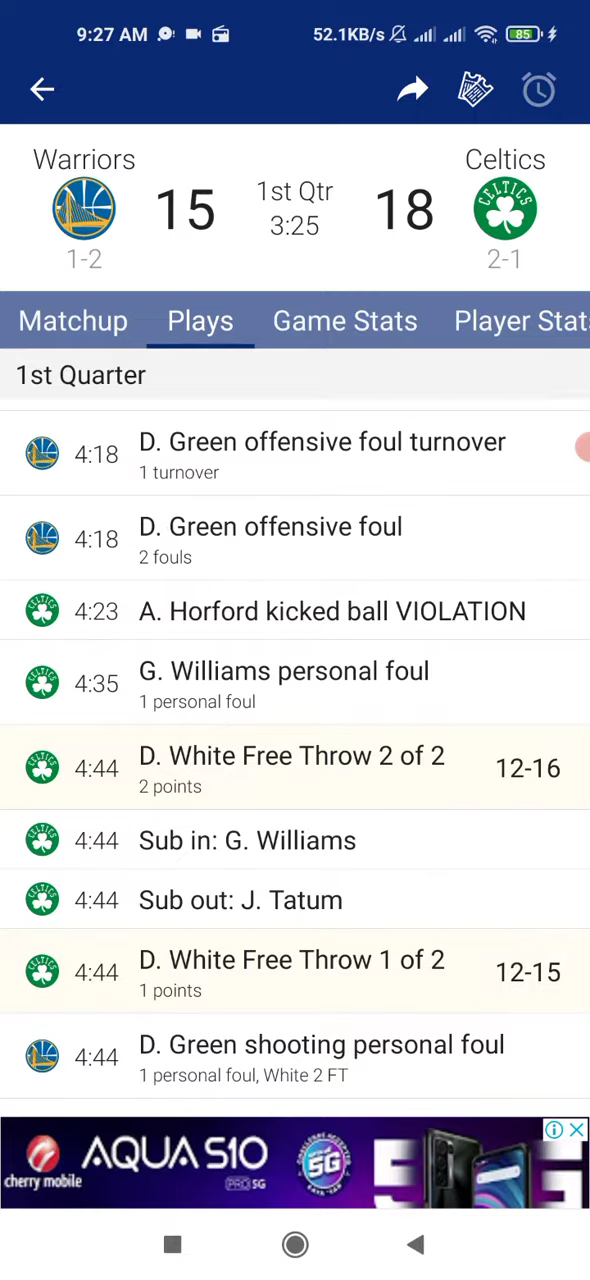 9:27 AM 52.1KB/s 85
Warriors Celtics
15 1st Qtr 18
3:25
CELTICS
1-2 2-1
Matchup Plays Game Stats Player Stats
1st Quarter
4:18 D. Green offensive foul turnover
1 turnover
4:18 D. Green offensive foul
2 fouls
4:23 A. Horford kicked ball VIOLATION
4:35 G. Williams personal foul
1 personal foul
4:44 D. White Free Throw 2 of 2 12-16
2 points
4:44 Sub in: G. Williams
4:44 Sub out: J. Tatum
4:44 D. White Free Throw 1 of 2 12-15
1 points
4:44 D. Green shooting personal foul
1 personal foul, White 2 FT
cherry mobile AQUA S10 PRO 5G 5G 5G